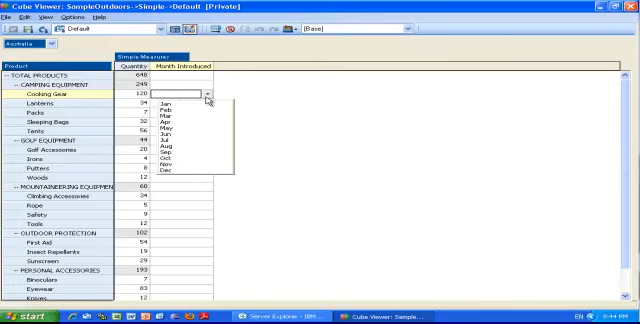 Cube Viewer: SampleOutdoors->Simple->Default [Private]
File Edit View Options Help
Default
[Base]
Australia
Simple Measures
Product Quantity Month Introduced
— TOTAL PRODUCTS 648
— CAMPING EQUIPMENT 249
Cooking Gear 120
Lanterns 34
Packs 7
Sleeping Bags 32
Tents 56
— GOLF EQUIPMENT 44
Golf Accessories 20
Irons 4
Putters 8
Woods 12
— MOUNTAINEERING EQUIPMEN 60
Climbing Accessories 34
Rope 5
Safety 9
Tools 12
— OUTDOOR PROTECTION 102
First Aid 54
Insect Repellents 19
Sunscreen 29
— PERSONAL ACCESSORIES 193
Binoculars 7
Eyewear 83
Knives 12
Jan
Feb
Mar
Apr
May
Jun
Jul
Aug
Sep
Oct
Nov
Dec
start
Server Explorer - IBM...
Cube Viewer: Sample...
EN
9:44 PM